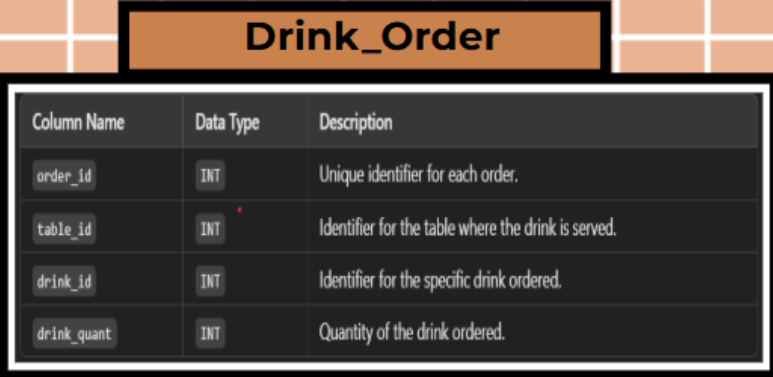 Drink_Order
Column Name Data Type Description
order_id INT Unique identifier for each order.
table_id INT Identifier for the table where the drink is served.
drink_id INT Identifier for the specific drink ordered.
drink_quant INT Quantity of the drink ordered.